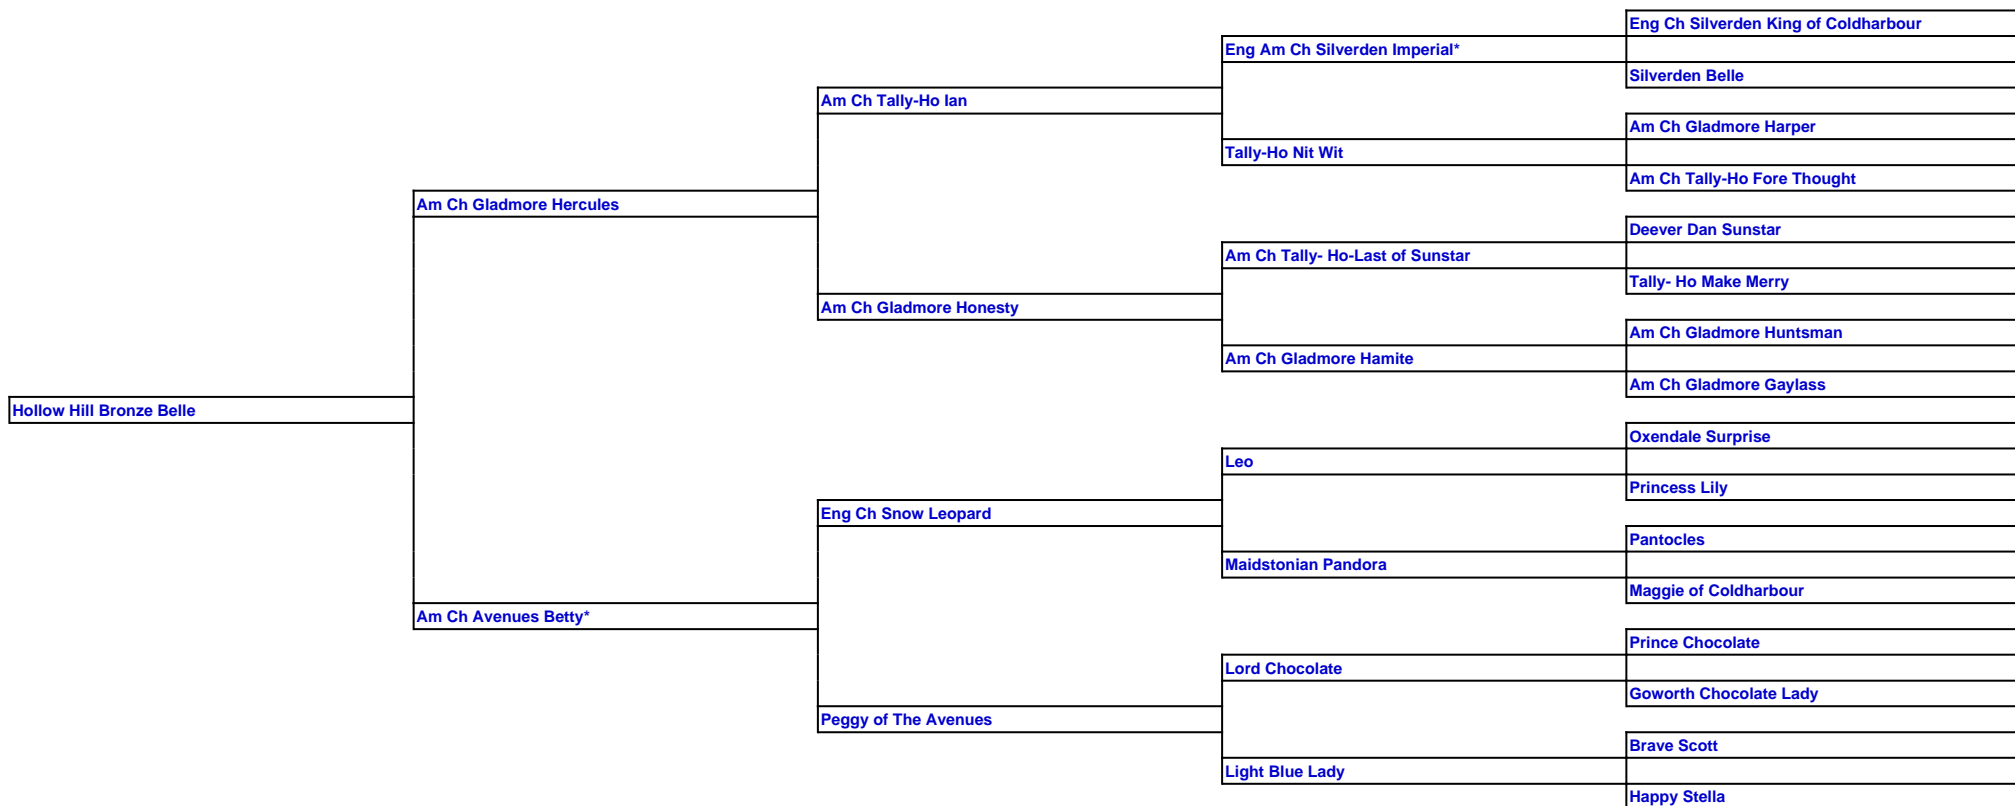 Eng Ch Silverden King of Coldharbour
Eng Am Ch Silverden Imperial*
Silverden Belle
Am Ch Tally-Ho Ian
Am Ch Gladmore Harper
Tally-Ho Nit Wit
Am Ch Tally-Ho Fore Thought
Am Ch Gladmore Hercules
Deever Dan Sunstar
Am Ch Tally- Ho-Last of Sunstar
Tally- Ho Make Merry
Am Ch Gladmore Honesty
Am Ch Gladmore Huntsman
Am Ch Gladmore Hamite
Am Ch Gladmore Gaylass
Hollow Hill Bronze Belle
Oxendale Surprise
Leo
Princess Lily
Eng Ch Snow Leopard
Pantocles
Maidstonian Pandora
Maggie of Coldharbour
Am Ch Avenues Betty*
Prince Chocolate
Lord Chocolate
Goworth Chocolate Lady
Peggy of The Avenues
Brave Scott
Light Blue Lady
Happy Stella